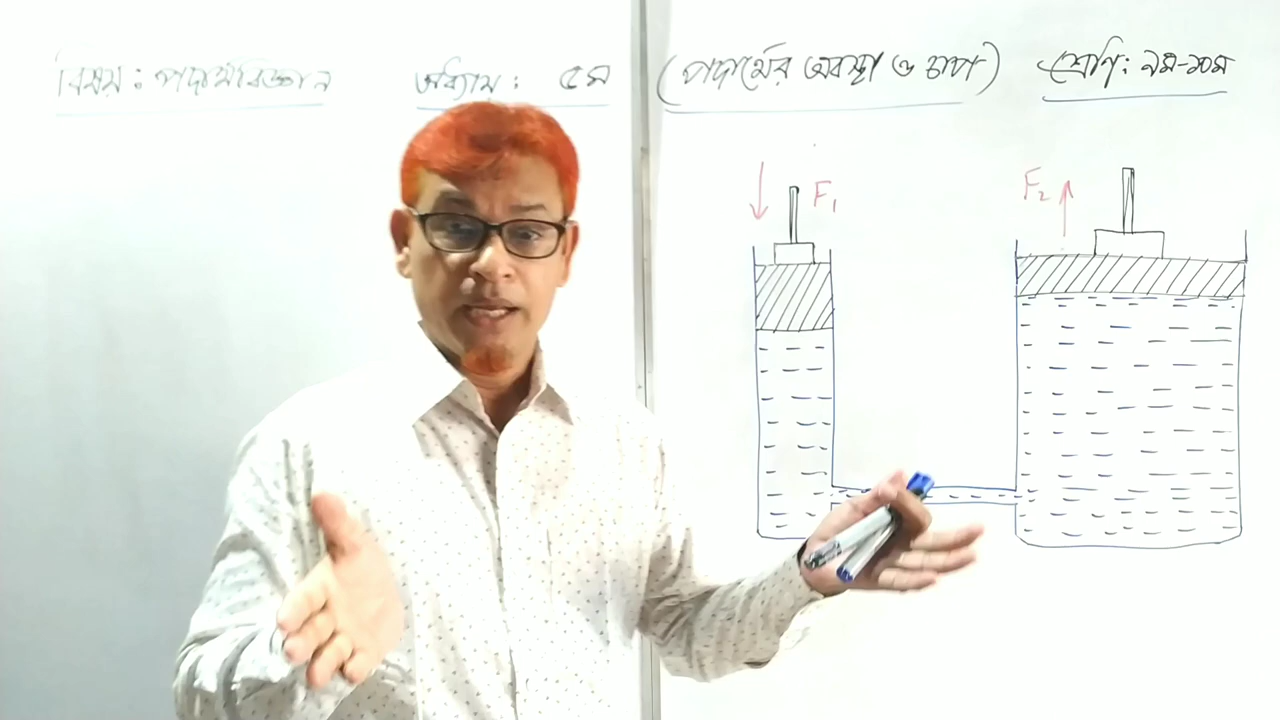 বিষয় : পদার্থবিজ্ঞান অধ্যায় : ৫ম (পদার্থের অবস্থা ও চাপ) শ্রেণি: ৯ম-১০ম
F₁ F₂